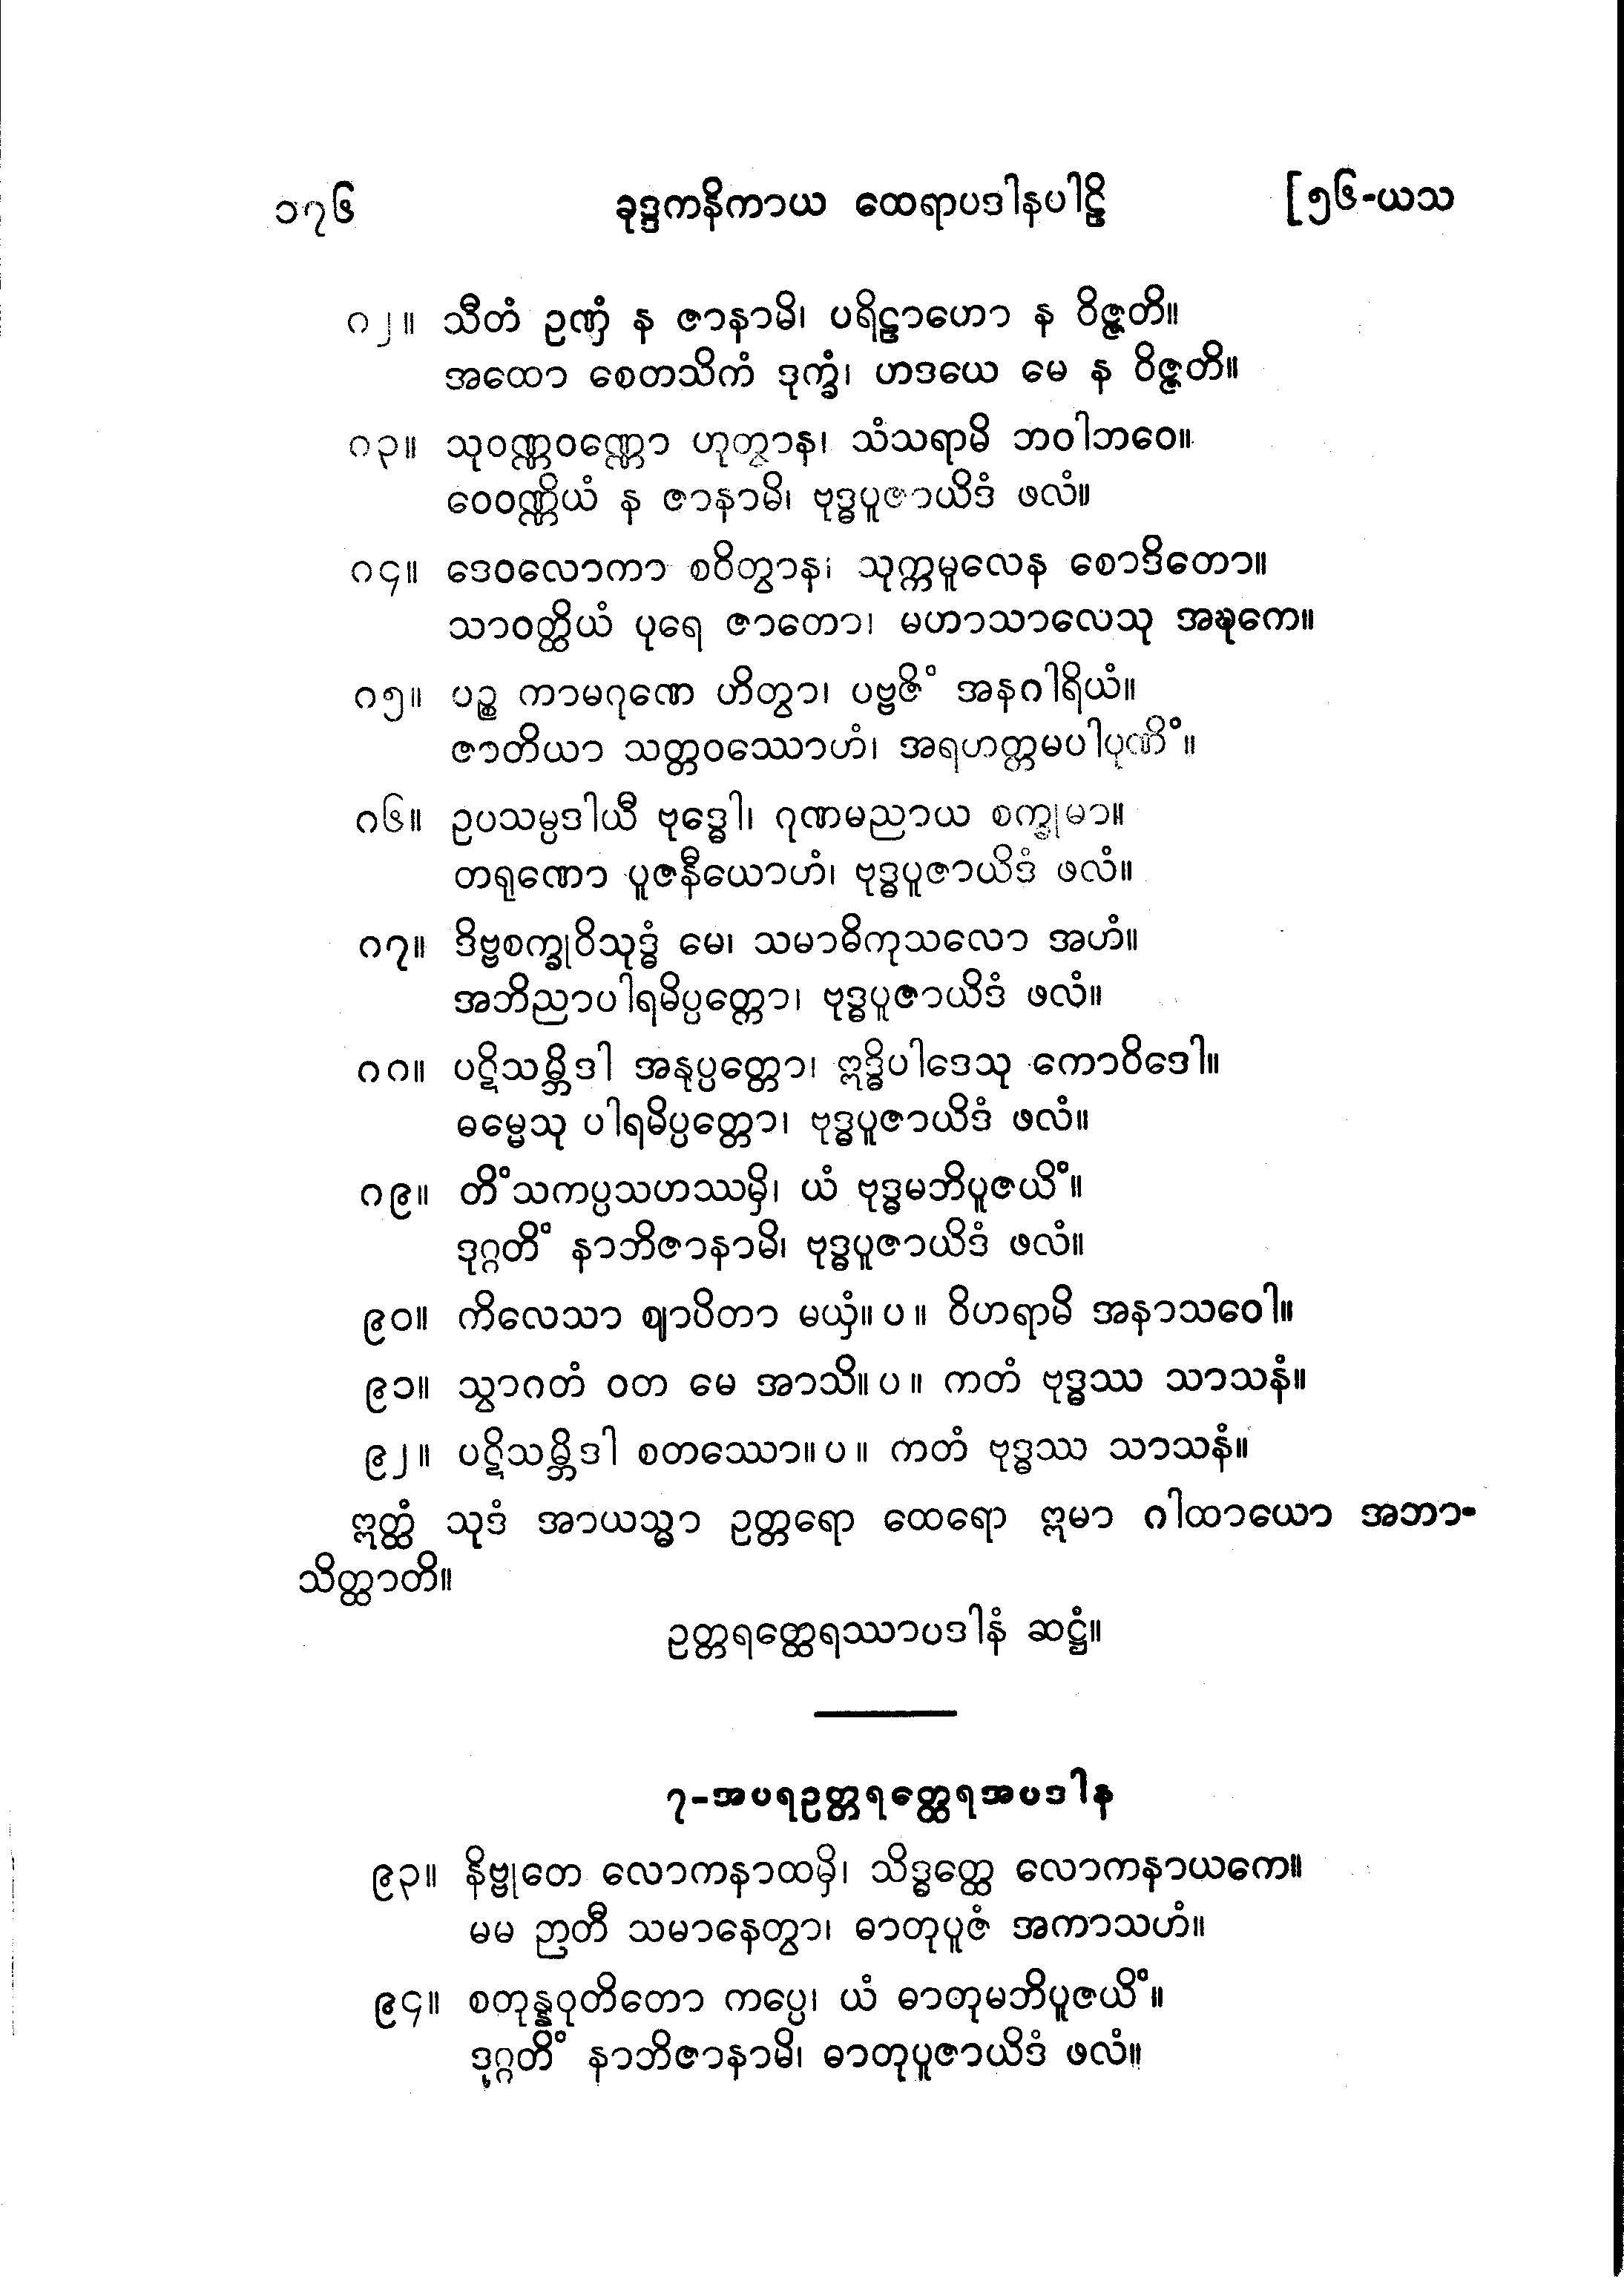 ၁၇၆ ခုဒ္ဒကနိကာယ ထေရာပဒါနပါဠိ [၅၆-ယသ
၈၂။ သီတံ ဥဏှံ န ဇာနာမိ၊ ပရိဠာဟော န ဝိဇ္ဇတိ။
အထော စေတသိကံ ဒုက္ခံ၊ ဟဒယေ မေ န ဝိဇ္ဇတိ။
၈၃။ သုဝဏ္ဏဝဏ္ဏော ဟုတွာန၊ သံသရာမိ ဘဝါဘဝေ။
ဝေဝဏ္ဏိယံ န ဇာနာမိ၊ ဗုဒ္ဓပူဇာယိဒံ ဖလံ။
၈၄။ ဒေဝလောကာ စဝိတွာန၊ သုက္ကမူလေန စောဒိတော။
သာဝတ္ထိယံ ပုရေ ဇာတော၊ မဟာသာလေသု အဍ္ဎကေ။
၈၅။ ပဉ္စ ကာမဂုဏေ ဟိတွာ၊ ပဗ္ဗဇိံ အနဂါရိယံ။
ဇာတိယာ သတ္တဝဿောဟံ၊ အရဟတ္တမပါပုဏိံ။
၈၆။ ဥပသမ္ပဒါယီ ဗုဒ္ဓေါ၊ ဂုဏမညာယ စက္ခုမာ။
တရုဏော ပူဇနီယောဟံ၊ ဗုဒ္ဓပူဇာယိဒံ ဖလံ။
၈၇။ ဒိဗ္ဗစက္ခုဝိသုဒ္ဓံ မေ၊ သမာဓိကုသလော အဟံ။
အဘိညာပါရမိပ္ပတ္တော၊ ဗုဒ္ဓပူဇာယိဒံ ဖလံ။
၈၈။ ပဋိသမ္ဘိဒါ အနုပ္ပတ္တော၊ ဣဒ္ဓိပါဒေသု ကောဝိဒေါ။
ဓမ္မေသု ပါရမိပ္ပတ္တော၊ ဗုဒ္ဓပူဇာယိဒံ ဖလံ။
၈၉။ တိံသကပ္ပသဟဿမှိ၊ ယံ ဗုဒ္ဓမဘိပူဇယိံ။
ဒုဂ္ဂတိံ နာဘိဇာနာမိ၊ ဗုဒ္ဓပူဇာယိဒံ ဖလံ။
၉၀။ ကိလေသာ ဈာပိတာ မယှံ။ ပ ။ ဝိဟရာမိ အနာသဝေါ။
၉၁။ သွာဂတံ ဝတ မေ အာသိ။ ပ ။ ကတံ ဗုဒ္ဓဿ သာသနံ။
၉၂။ ပဋိသမ္ဘိဒါ စတဿော။ ပ ။ ကတံ ဗုဒ္ဓဿ သာသနံ။
ဣတ္ထံ သုဒံ အာယသ္မာ ဥတ္တရော ထေရော ဣမာ ဂါထာယော အဘာ-
သိတ္ထာတိ။
ဥတ္တရတ္ထေရဿာပဒါနံ ဆဋ္ဌံ။
၇-အပရဥတ္တရတ္ထေရအပဒါန
၉၃။ နိဗ္ဗုတေ လောကနာထမှိ၊ သိဒ္ဓတ္ထေ လောကနာယကေ။
မမ ဉာတီ သမာနေတွာ၊ ဓာတုပူဇံ အကာသဟံ။
၉၄။ စတုန္နဝုတိတော ကပ္ပေ၊ ယံ ဓာတုမဘိပူဇယိံ။
ဒုဂ္ဂတိံ နာဘိဇာနာမိ၊ ဓာတုပူဇာယိဒံ ဖလံ။